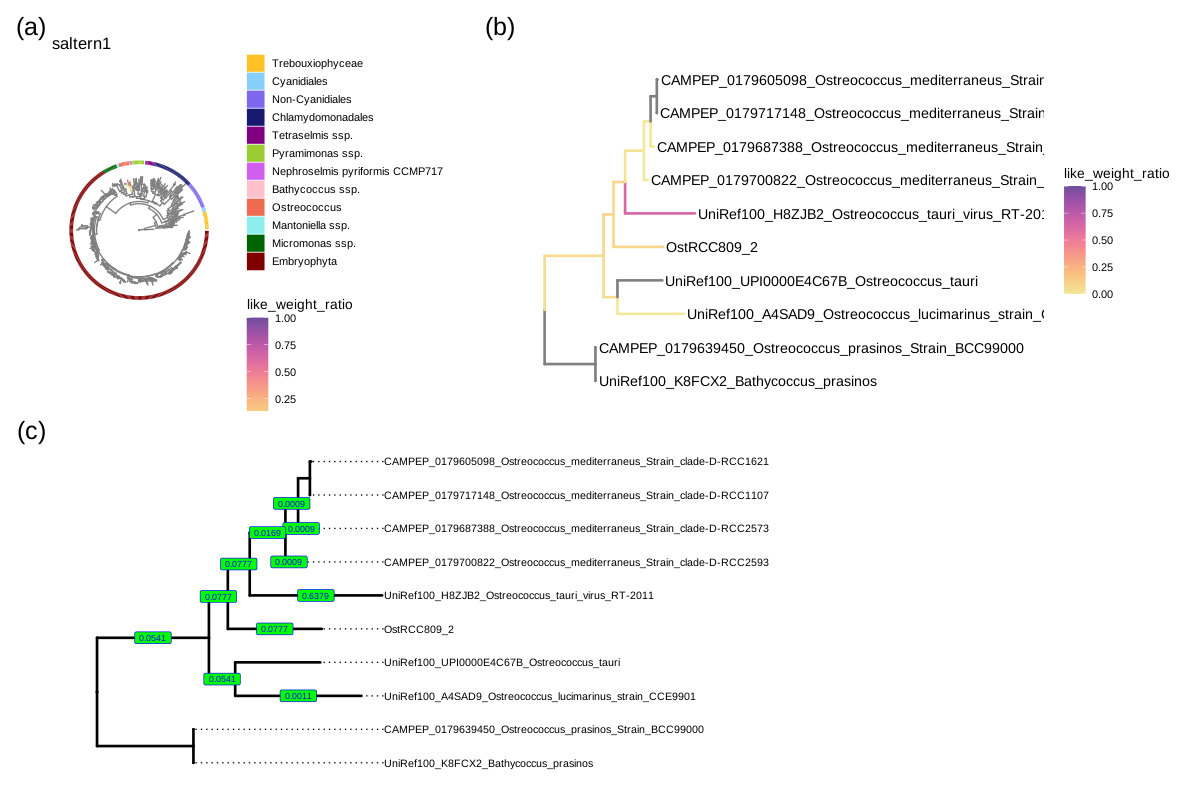 (a)
saltern1
Trebouxiophyceae
Cyanidiales
Non-Cyanidiales
Chlamydomonadales
Tetraselmis ssp.
Pyramimonas ssp.
Nephroselmis pyriformis CCMP717
Bathycoccus ssp.
Ostreococcus
Mantoniella ssp.
Micromonas ssp.
Embryophyta
like_weight_ratio
1.00
0.75
0.50
0.25
(b)
CAMPEP_0179605098_Ostreococcus_mediterraneus_Strain
CAMPEP_0179717148_Ostreococcus_mediterraneus_Strain
CAMPEP_0179687388_Ostreococcus_mediterraneus_Strain_
CAMPEP_0179700822_Ostreococcus_mediterraneus_Strain_
UniRef100_H8ZJB2_Ostreococcus_tauri_virus_RT-201
OstRCC809_2
UniRef100_UPI0000E4C67B_Ostreococcus_tauri
UniRef100_A4SAD9_Ostreococcus_lucimarinus_strain_
CAMPEP_0179639450_Ostreococcus_prasinos_Strain_BCC99000
UniRef100_K8FCX2_Bathycoccus_prasinos
like_weight_ratio
1.00
0.75
0.50
0.25
0.00
(c)
CAMPEP_0179605098_Ostreococcus_mediterraneus_Strain_clade-D-RCC1621
CAMPEP_0179717148_Ostreococcus_mediterraneus_Strain_clade-D-RCC1107
0.0009
CAMPEP_0179687388_Ostreococcus_mediterraneus_Strain_clade-D-RCC2573
0.0009
0.0169
CAMPEP_0179700822_Ostreococcus_mediterraneus_Strain_clade-D-RCC2593
0.0009
0.0777
UniRef100_H8ZJB2_Ostreococcus_tauri_virus_RT-2011
0.6379
0.0777
OstRCC809_2
0.0777
0.0541
UniRef100_UPI0000E4C67B_Ostreococcus_tauri
0.0541
UniRef100_A4SAD9_Ostreococcus_lucimarinus_strain_CCE9901
0.0011
CAMPEP_0179639450_Ostreococcus_prasinos_Strain_BCC99000
UniRef100_K8FCX2_Bathycoccus_prasinos